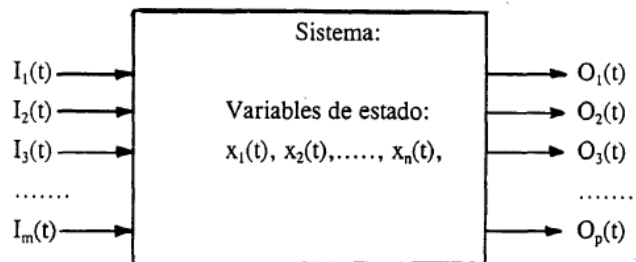 Sistema:
I₁(t) O₁(t)
I₂(t) Variables de estado: O₂(t)
I₃(t) x₁(t), x₂(t),....., xₙ(t), O₃(t)
....... .......
Iₘ(t) Oₚ(t)